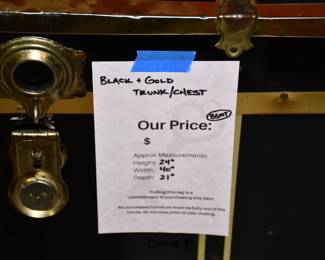 BLACK + GOLD
TRUNK/CHEST
BSMT
Our Price:
$
Approx Measurements:
Height: 24"
Width: 40"
Depth: 21"
Pulling this tag is a
commitment to purchasing this item.
All purchased furniture must be fully out of the
house 30 minutes prior to sale closing.